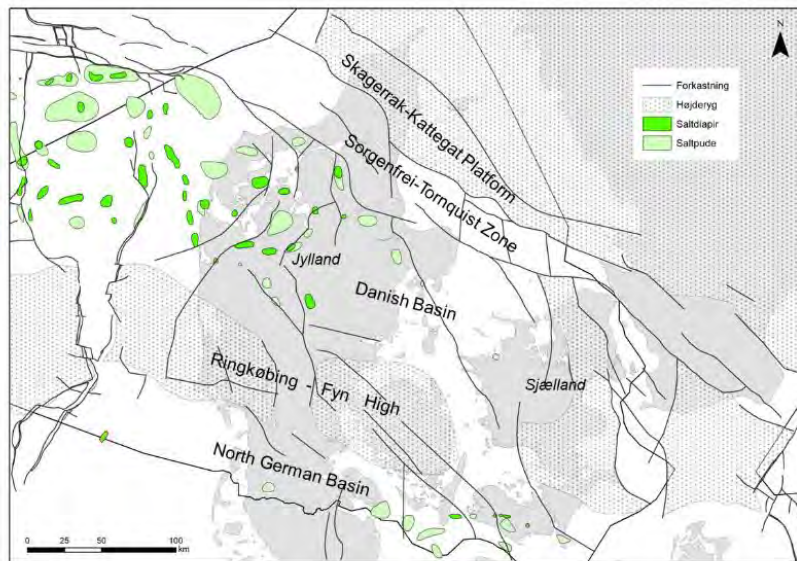 N
Skagerrak-Kattegat Platform
Forkastning
Højderyg
Saltdiapir
Saltpude
Sorgenfrei-Tornquist Zone
Jylland
Danish Basin
Ringkøbing - Fyn High
Sjælland
North German Basin
0 25 50 100
km